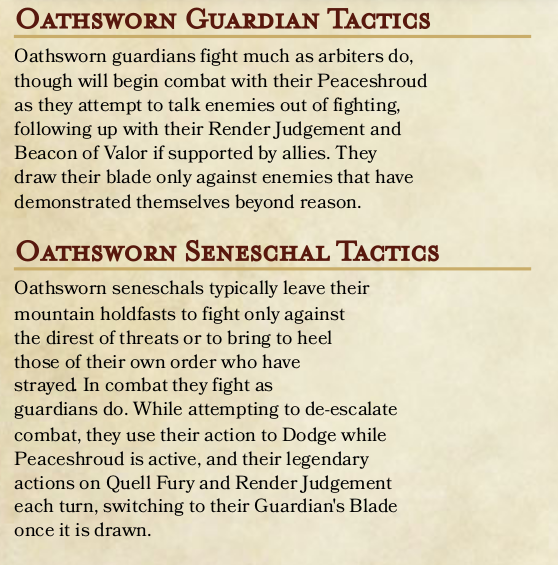 Oathsworn Guardian Tactics
Oathsworn guardians fight much as arbiters do,
though will begin combat with their Peaceshroud
as they attempt to talk enemies out of fighting,
following up with their Render Judgement and
Beacon of Valor if supported by allies. They
draw their blade only against enemies that have
demonstrated themselves beyond reason.
Oathsworn Seneschal Tactics
Oathsworn seneschals typically leave their
mountain holdfasts to fight only against
the direst of threats or to bring to heel
those of their own order who have
strayed. In combat they fight as
guardians do. While attempting to de-escalate
combat, they use their action to Dodge while
Peaceshroud is active, and their legendary
actions on Quell Fury and Render Judgement
each turn, switching to their Guardian's Blade
once it is drawn.